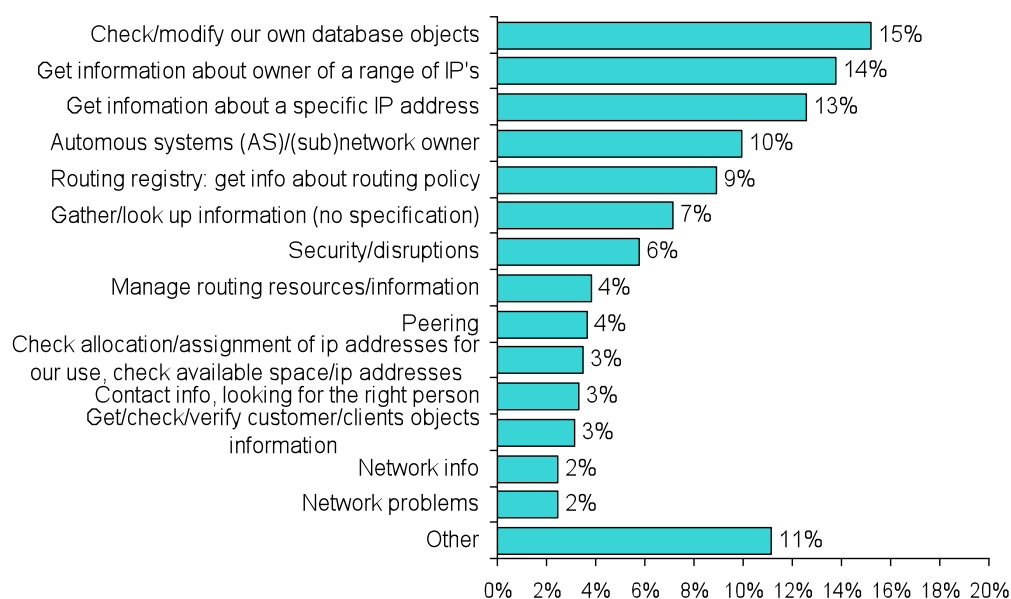 Check/modify our own database objects 15%
Get information about owner of a range of IP's 14%
Get infomation about a specific IP address 13%
Automous systems (AS)/(sub)network owner 10%
Routing registry: get info about routing policy 9%
Gather/look up information (no specification) 7%
Security/disruptions 6%
Manage routing resources/information 4%
Peering 4%
Check allocation/assignment of ip addresses for
our use, check available space/ip addresses 3%
Contact info, looking for the right person 3%
Get/check/verify customer/clients objects
information 3%
Network info 2%
Network problems 2%
Other 11%
0% 2% 4% 6% 8% 10% 12% 14% 16% 18% 20%